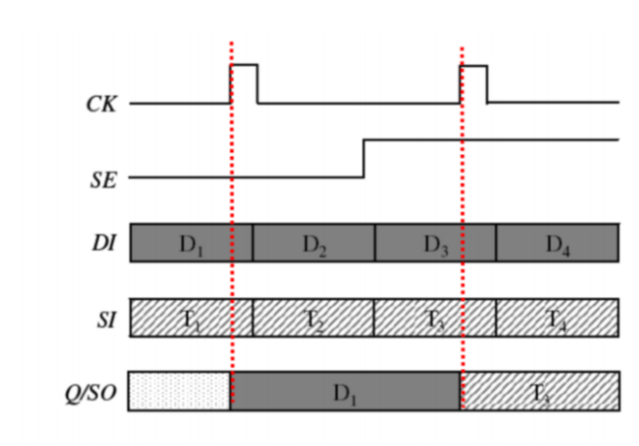 CK
SE
DI D₁ D₂ D₃ D₄
SI T₁ T₂ T₃ T₄
Q/SO D₁ T₃